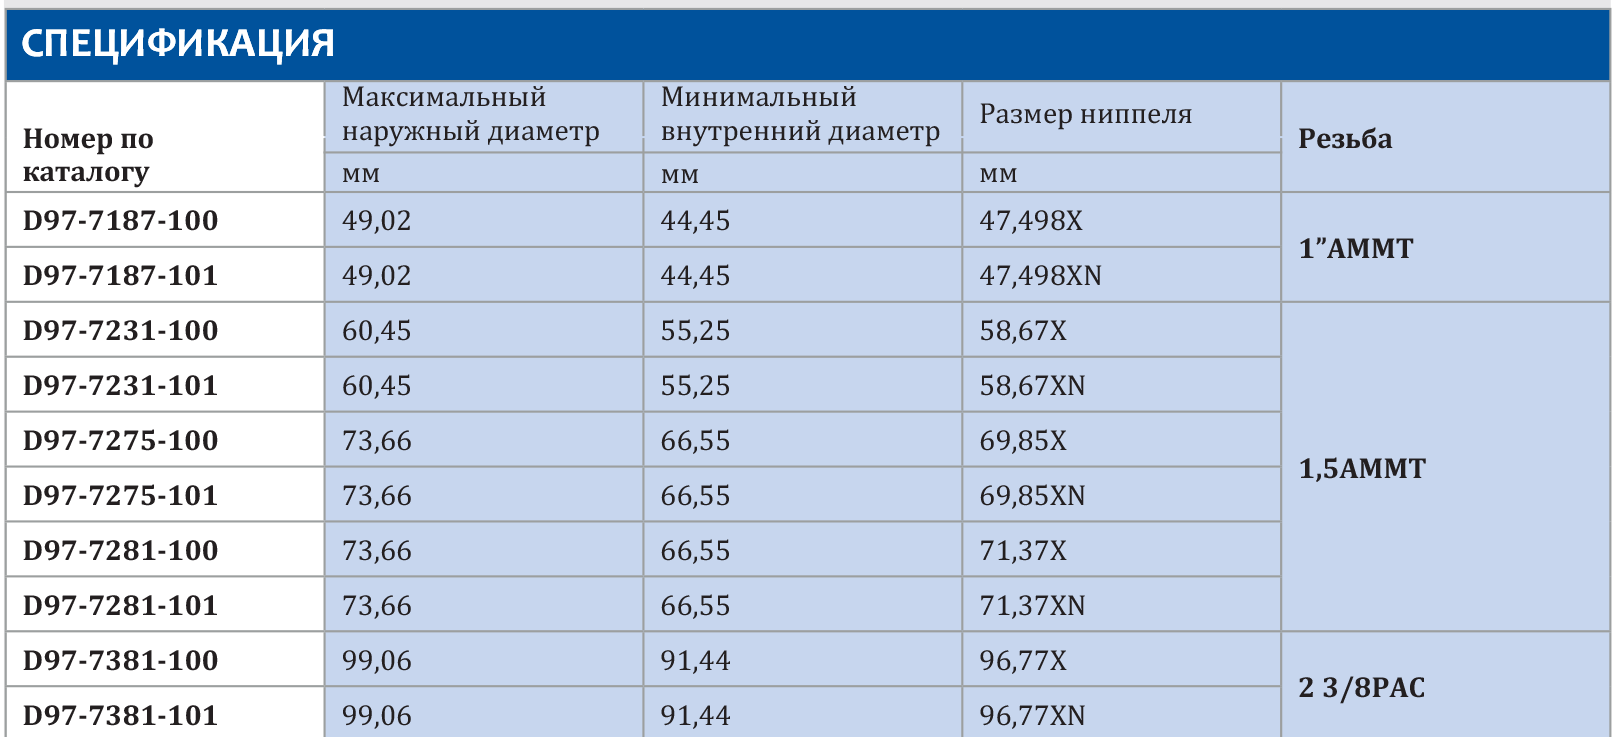 СПЕЦИФИКАЦИЯ
Номер по каталогу Максимальный наружный диаметр Минимальный внутренний диаметр Размер ниппеля Резьба
мм мм мм
D97-7187-100 49,02 44,45 47,498X 1”АММТ
D97-7187-101 49,02 44,45 47,498XN
D97-7231-100 60,45 55,25 58,67X 1,5АММТ
D97-7231-101 60,45 55,25 58,67XN
D97-7275-100 73,66 66,55 69,85X
D97-7275-101 73,66 66,55 69,85XN
D97-7281-100 73,66 66,55 71,37X
D97-7281-101 73,66 66,55 71,37XN
D97-7381-100 99,06 91,44 96,77X 2 3/8PAC
D97-7381-101 99,06 91,44 96,77XN